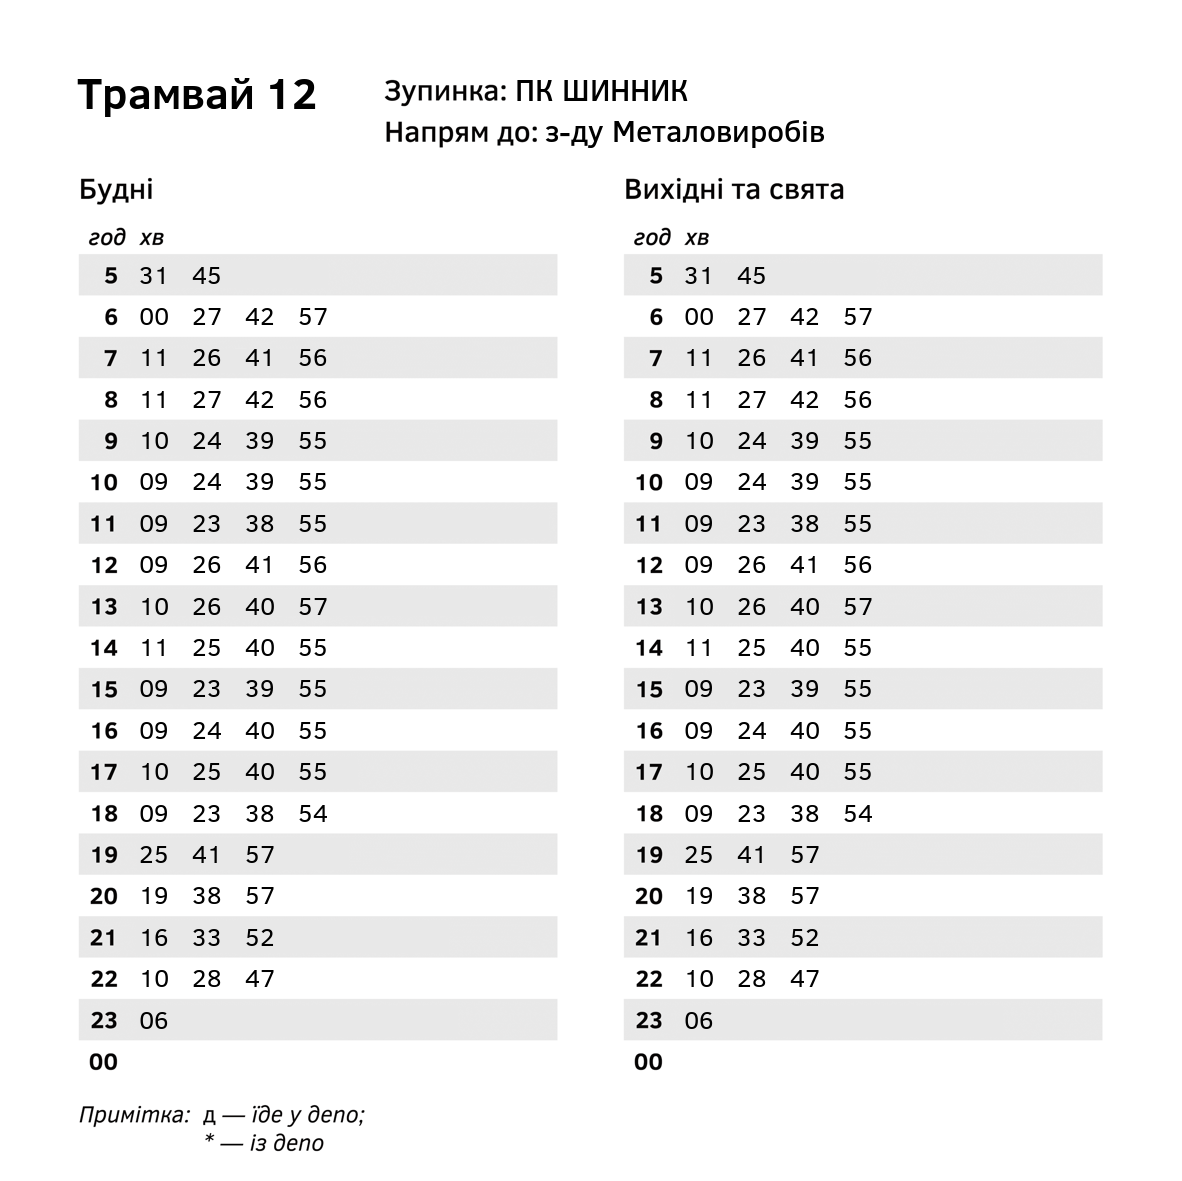 Трамвай 12
Зупинка: ПК ШИННИК
Напрям до: з-ду Металовиробів
Будні
год хв
5 31 45
6 00 27 42 57
7 11 26 41 56
8 11 27 42 56
9 10 24 39 55
10 09 24 39 55
11 09 23 38 55
12 09 26 41 56
13 10 26 40 57
14 11 25 40 55
15 09 23 39 55
16 09 24 40 55
17 10 25 40 55
18 09 23 38 54
19 25 41 57
20 19 38 57
21 16 33 52
22 10 28 47
23 06
00
Вихідні та свята
год хв
5 31 45
6 00 27 42 57
7 11 26 41 56
8 11 27 42 56
9 10 24 39 55
10 09 24 39 55
11 09 23 38 55
12 09 26 41 56
13 10 26 40 57
14 11 25 40 55
15 09 23 39 55
16 09 24 40 55
17 10 25 40 55
18 09 23 38 54
19 25 41 57
20 19 38 57
21 16 33 52
22 10 28 47
23 06
00
Примітка: д — їде у депо;
* — із депо